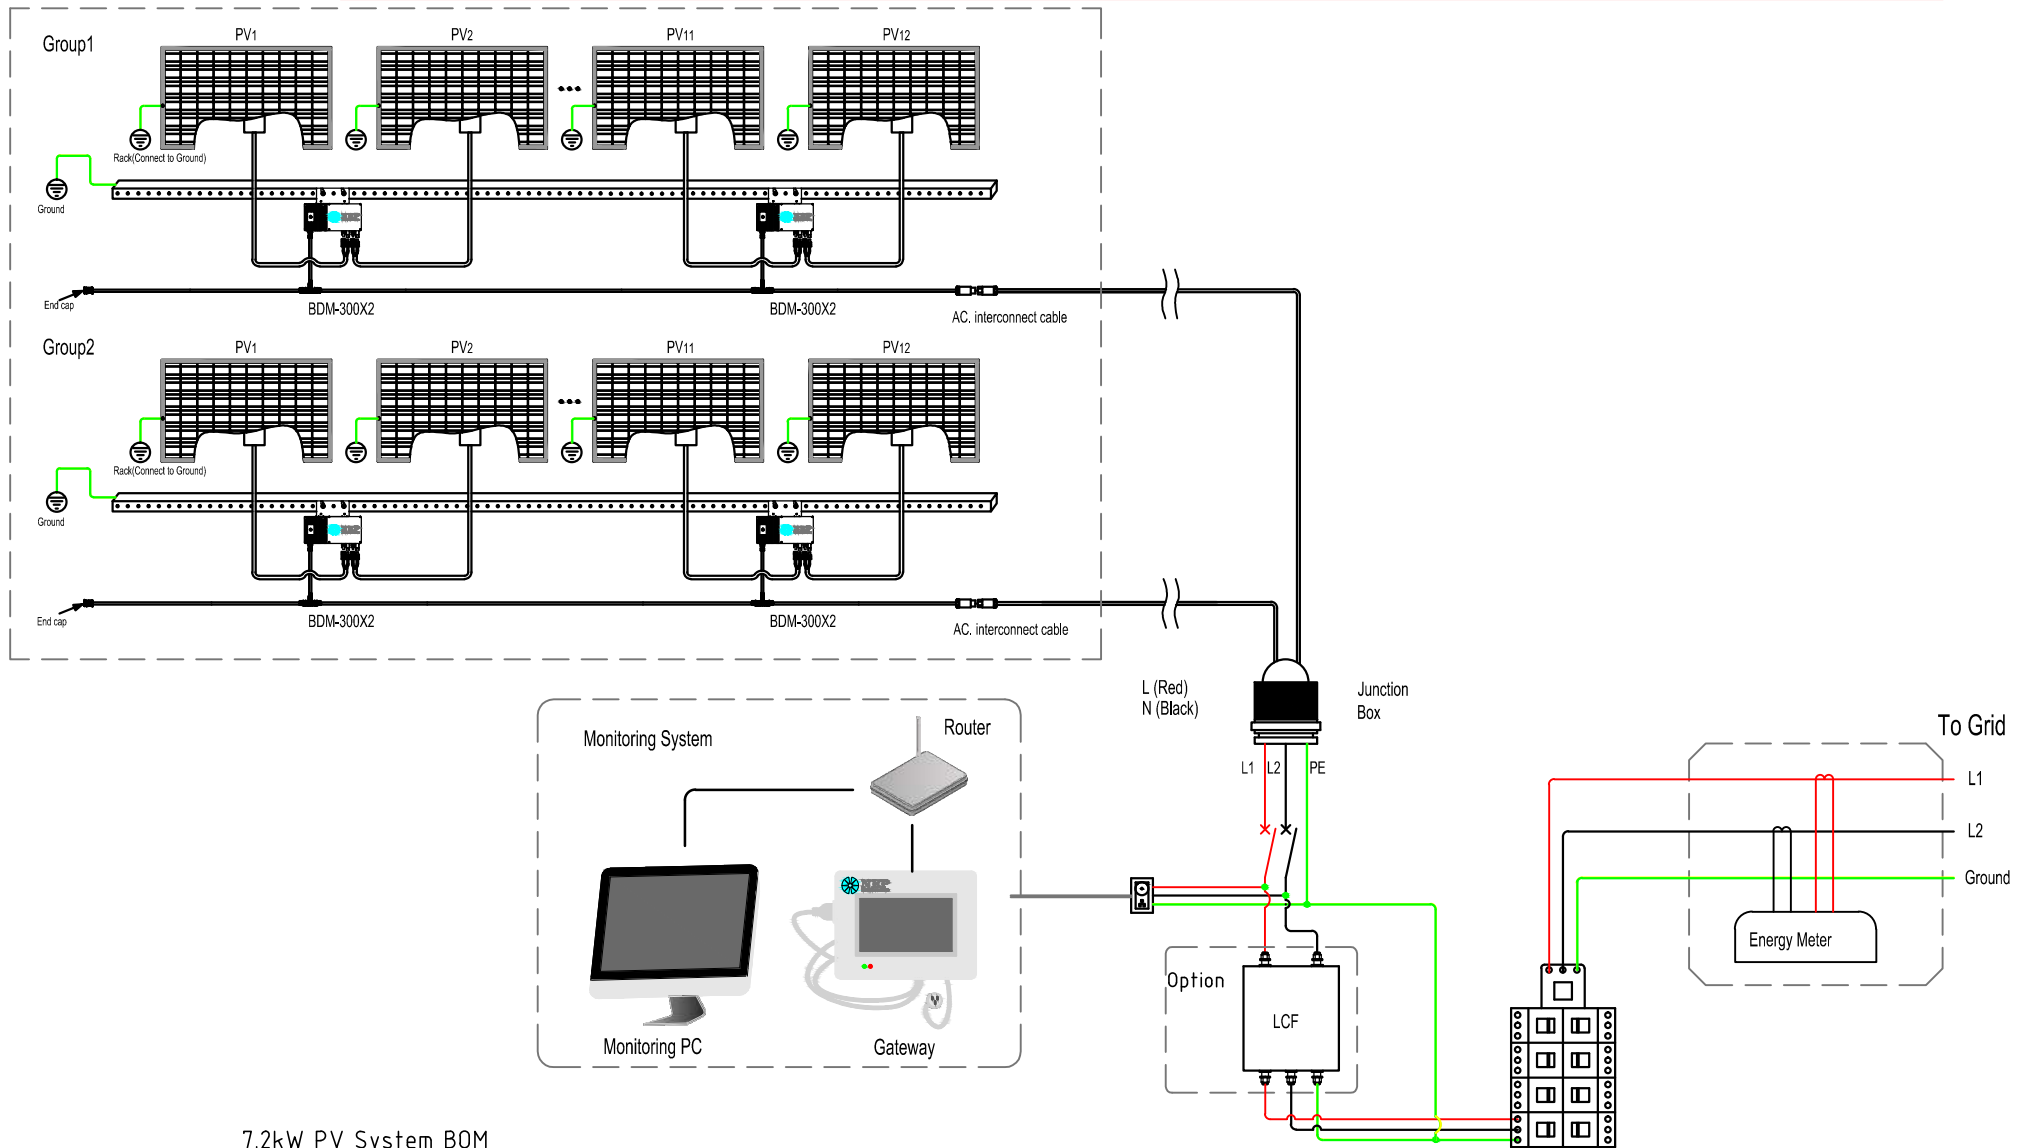 Group1
PV1
PV2
PV11
PV12
Rack(Connect to Ground)
Ground
End cap
BDM-300X2
BDM-300X2
AC. interconnect cable
Group2
PV1
PV2
PV11
PV12
Rack(Connect to Ground)
Ground
End cap
BDM-300X2
BDM-300X2
AC. interconnect cable
L (Red)
N (Black)
Junction
Box
L1
L2
PE
Monitoring System
Router
Monitoring PC
Gateway
Option
LCF
To Grid
L1
L2
Ground
Energy Meter
7.2kW PV System BOM